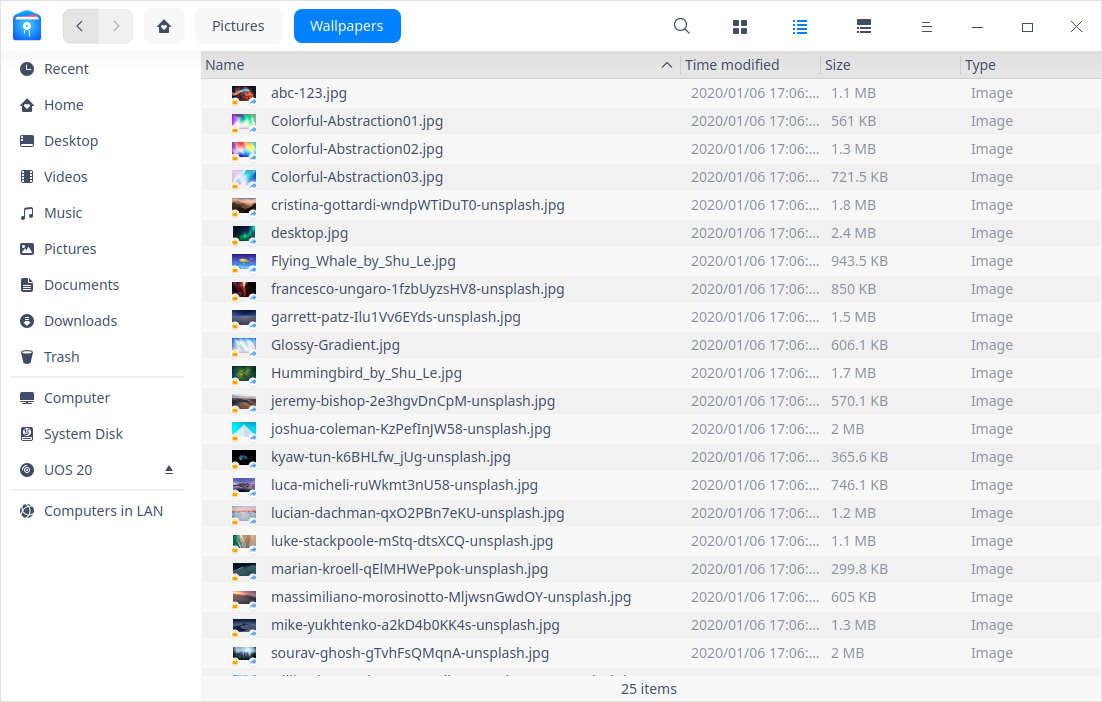 Pictures
Wallpapers
Recent
Home
Desktop
Videos
Music
Pictures
Documents
Downloads
Trash
Computer
System Disk
UOS 20
Computers in LAN
Name Time modified Size Type
abc-123.jpg 2020/01/06 17:06:... 1.1 MB Image
Colorful-Abstraction01.jpg 2020/01/06 17:06:... 561 KB Image
Colorful-Abstraction02.jpg 2020/01/06 17:06:... 1.3 MB Image
Colorful-Abstraction03.jpg 2020/01/06 17:06:... 721.5 KB Image
cristina-gottardi-wndpWTiDuT0-unsplash.jpg 2020/01/06 17:06:... 1.8 MB Image
desktop.jpg 2020/01/06 17:06:... 2.4 MB Image
Flying_Whale_by_Shu_Le.jpg 2020/01/06 17:06:... 943.5 KB Image
francesco-ungaro-1fzbUyzsHV8-unsplash.jpg 2020/01/06 17:06:... 850 KB Image
garrett-patz-Ilu1Vv6EYds-unsplash.jpg 2020/01/06 17:06:... 1.5 MB Image
Glossy-Gradient.jpg 2020/01/06 17:06:... 606.1 KB Image
Hummingbird_by_Shu_Le.jpg 2020/01/06 17:06:... 1.7 MB Image
jeremy-bishop-2e3hgvDnCpM-unsplash.jpg 2020/01/06 17:06:... 570.1 KB Image
joshua-coleman-KzPefInJW58-unsplash.jpg 2020/01/06 17:06:... 2 MB Image
kyaw-tun-k6BHLfw_jUg-unsplash.jpg 2020/01/06 17:06:... 365.6 KB Image
luca-micheli-ruWkmt3nU58-unsplash.jpg 2020/01/06 17:06:... 746.1 KB Image
lucian-dachman-qxO2PBn7eKU-unsplash.jpg 2020/01/06 17:06:... 1.2 MB Image
luke-stackpoole-mStq-dtsXCQ-unsplash.jpg 2020/01/06 17:06:... 1.1 MB Image
marian-kroell-qElMHWePpok-unsplash.jpg 2020/01/06 17:06:... 299.8 KB Image
massimiliano-morosinotto-MljwsnGwdOY-unsplash.jpg 2020/01/06 17:06:... 605 KB Image
mike-yukhtenko-a2kD4b0KK4s-unsplash.jpg 2020/01/06 17:06:... 1.3 MB Image
sourav-ghosh-gTvhFsQMqnA-unsplash.jpg 2020/01/06 17:06:... 2 MB Image
25 items